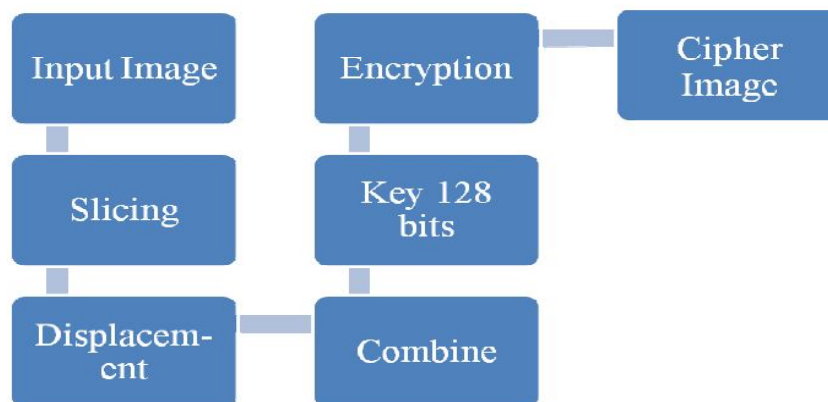 Input Image
Slicing
Displacem-
ent
Combine
Key 128
bits
Encryption
Cipher
Image